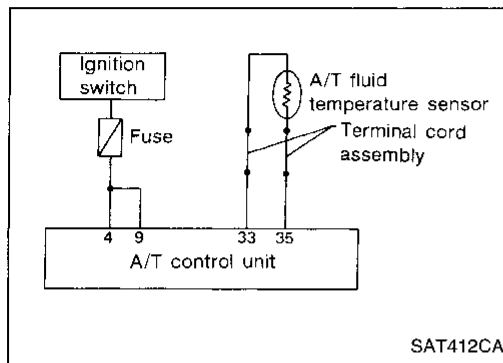 Ignition
switch
Fuse
A/T fluid
temperature sensor
Terminal cord
assembly
4 9 33 35
A/T control unit
SAT412CA